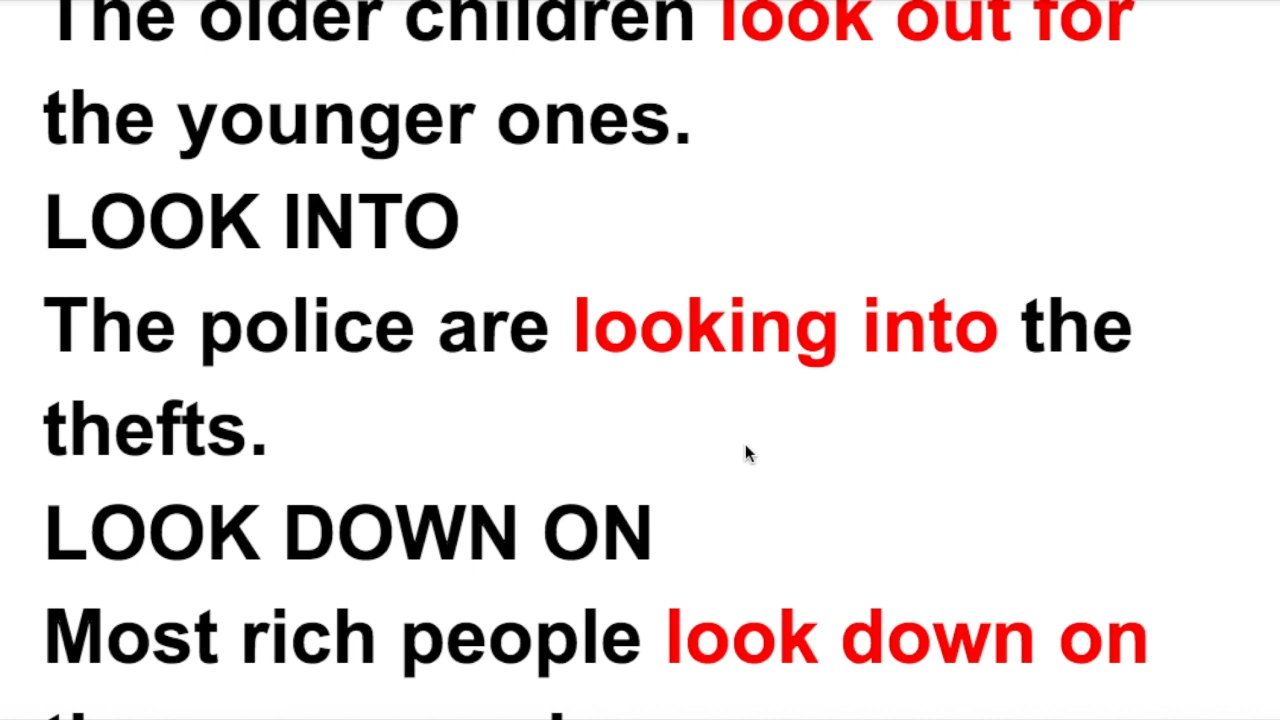 The older children look out for
the younger ones.
LOOK INTO
The police are looking into the
thefts.
LOOK DOWN ON
Most rich people look down on